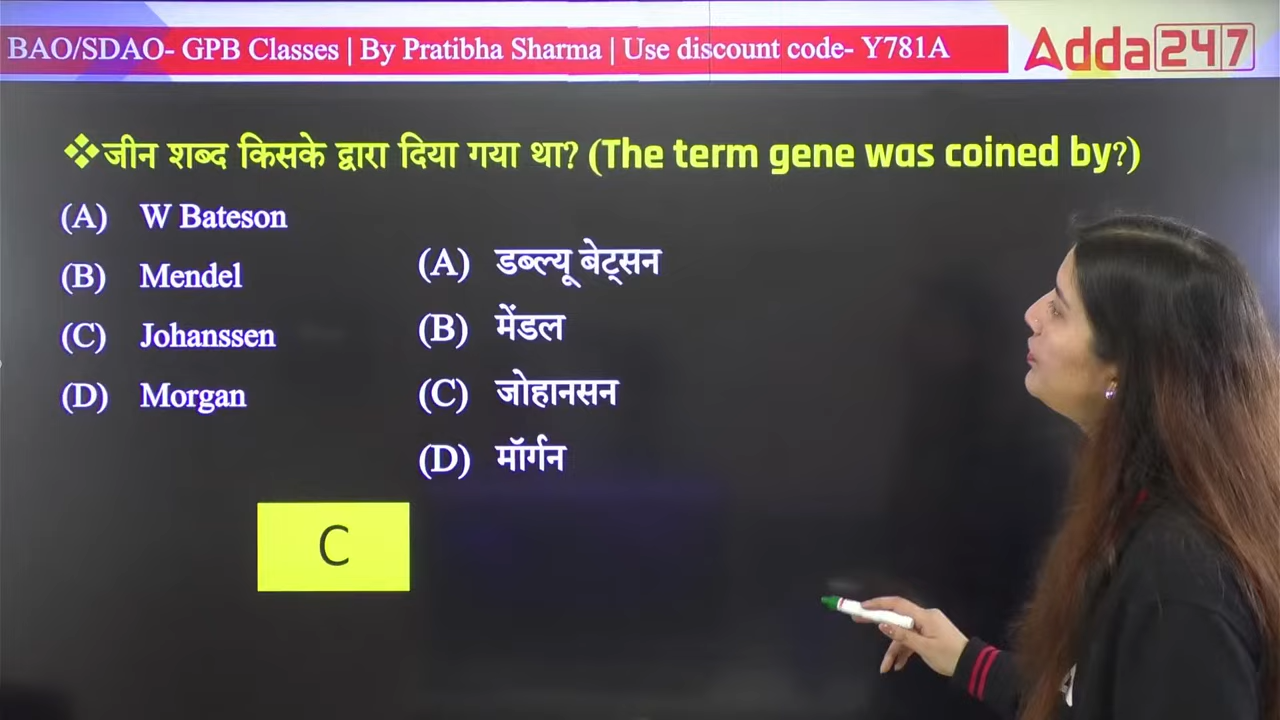 BAO/SDAO- GPB Classes | By Pratibha Sharma | Use discount code- Y781A
Adda247
❖जीन शब्द किसके द्वारा दिया गया था? (The term gene was coined by?)
(A) W Bateson
(B) Mendel
(C) Johanssen
(D) Morgan
(A) डब्ल्यू बेट्सन
(B) मेंडल
(C) जोहानसन
(D) मॉर्गन
C